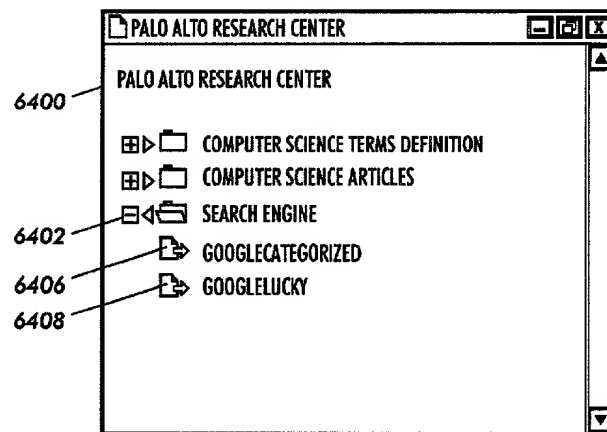 PALO ALTO RESEARCH CENTER
PALO ALTO RESEARCH CENTER
6400
COMPUTER SCIENCE TERMS DEFINITION
COMPUTER SCIENCE ARTICLES
6402 SEARCH ENGINE
6406 GOOGLECATEGORIZED
6408 GOOGLELUCKY